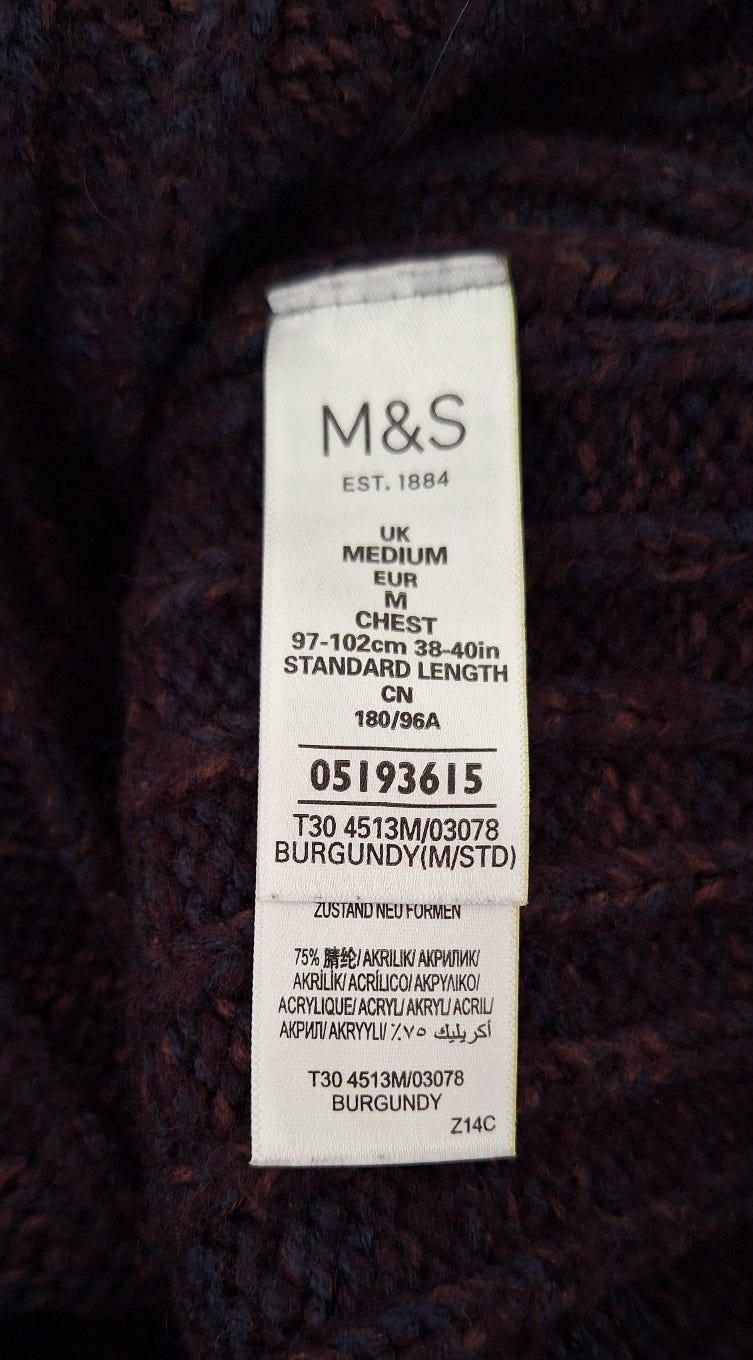 M&S
EST. 1884
UK
MEDIUM
EUR
M
CHEST
97-102cm 38-40in
STANDARD LENGTH
CN
180/96A
05193615
T30 4513M/03078
BURGUNDY(M/STD)
ZUSTAND NEU FORMEN
75% 腈纶/ AKRILIK/ АКРИЛИК/
AKRİLİK/ ACRÍLICO/ ΑΚΡΥΛΙΚΟ/
ACRYLIQUE/ ACRYL/ AKRYL/ ACRIL/
АКРИЛ/ AKRYYLI/ أكريليك ٧٥٪
T30 4513M/03078
BURGUNDY
Z14C